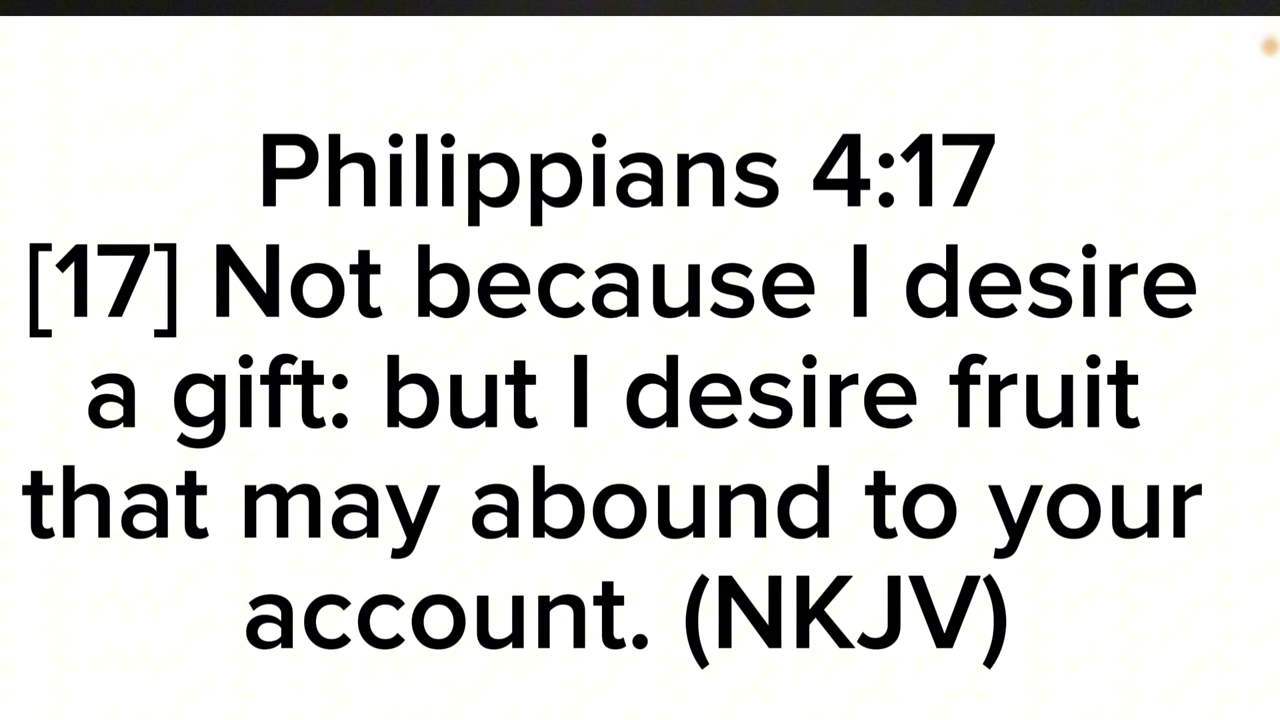 Philippians 4:17
[17] Not because I desire
a gift: but I desire fruit
that may abound to your
account. (NKJV)